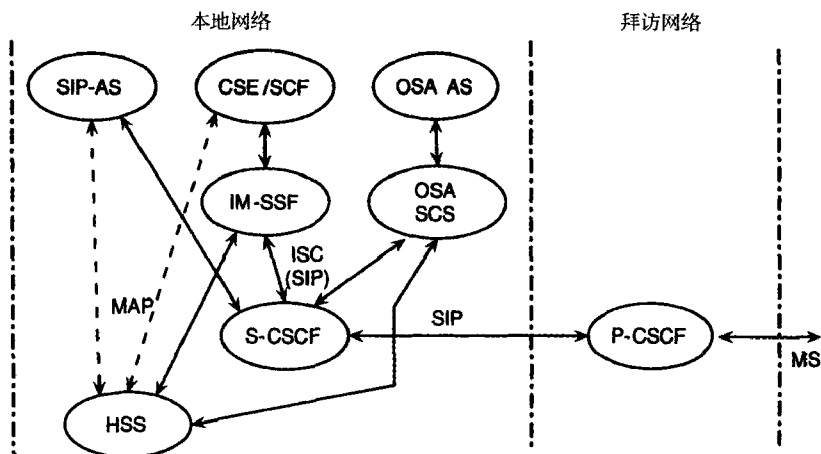 本地网络
拜访网络
SIP-AS
CSE/SCF
OSA AS
IM-SSF
OSA
SCS
ISC
(SIP)
MAP
S-CSCF
SIP
P-CSCF
MS
HSS